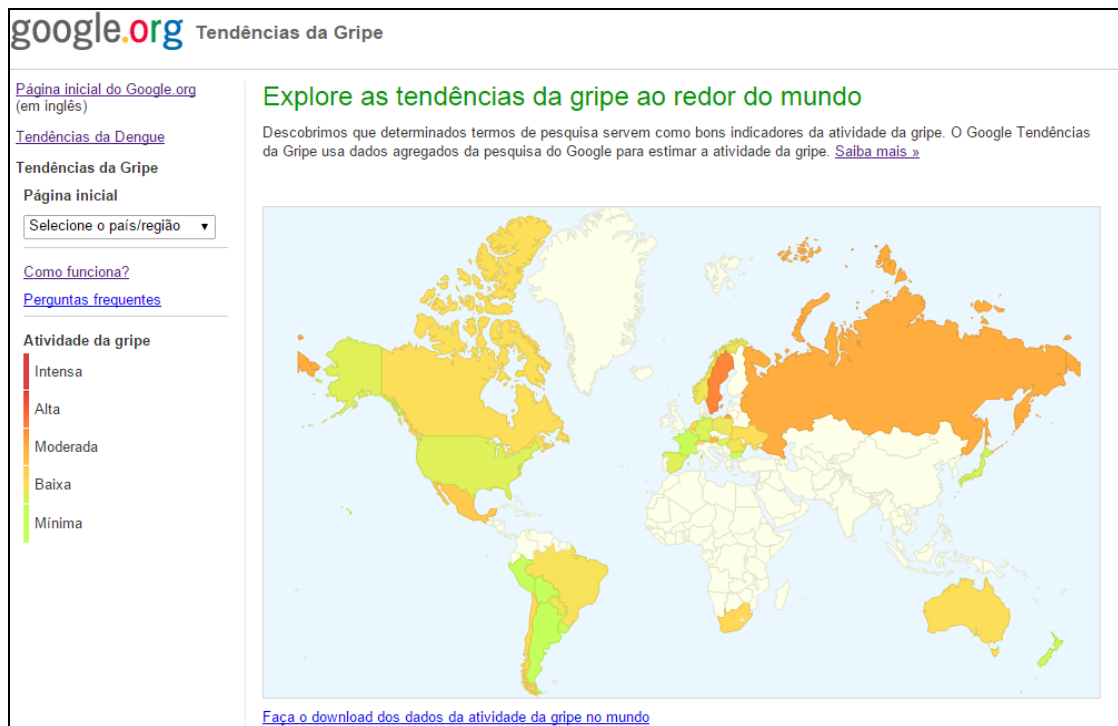 google.org Tendências da Gripe
Página inicial do Google.org
(em inglês)
Tendências da Dengue
Tendências da Gripe
Página inicial
Selecione o país/região
Como funciona?
Perguntas frequentes
Atividade da gripe
Intensa
Alta
Moderada
Baixa
Mínima
Explore as tendências da gripe ao redor do mundo
Descobrimos que determinados termos de pesquisa servem como bons indicadores da atividade da gripe. O Google Tendências
da Gripe usa dados agregados da pesquisa do Google para estimar a atividade da gripe. Saiba mais »
Faça o download dos dados da atividade da gripe no mundo